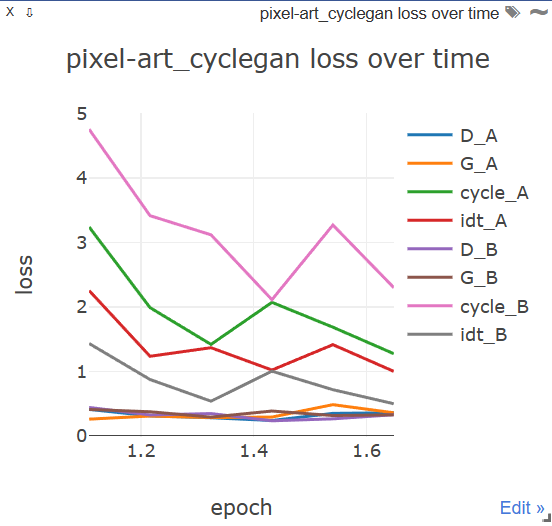 X ⇩ pixel-art_cyclegan loss over time
pixel-art_cyclegan loss over time
5
4
3
2
1
0
loss
1.2 1.4 1.6
epoch
D_A
G_A
cycle_A
idt_A
D_B
G_B
cycle_B
idt_B
Edit »